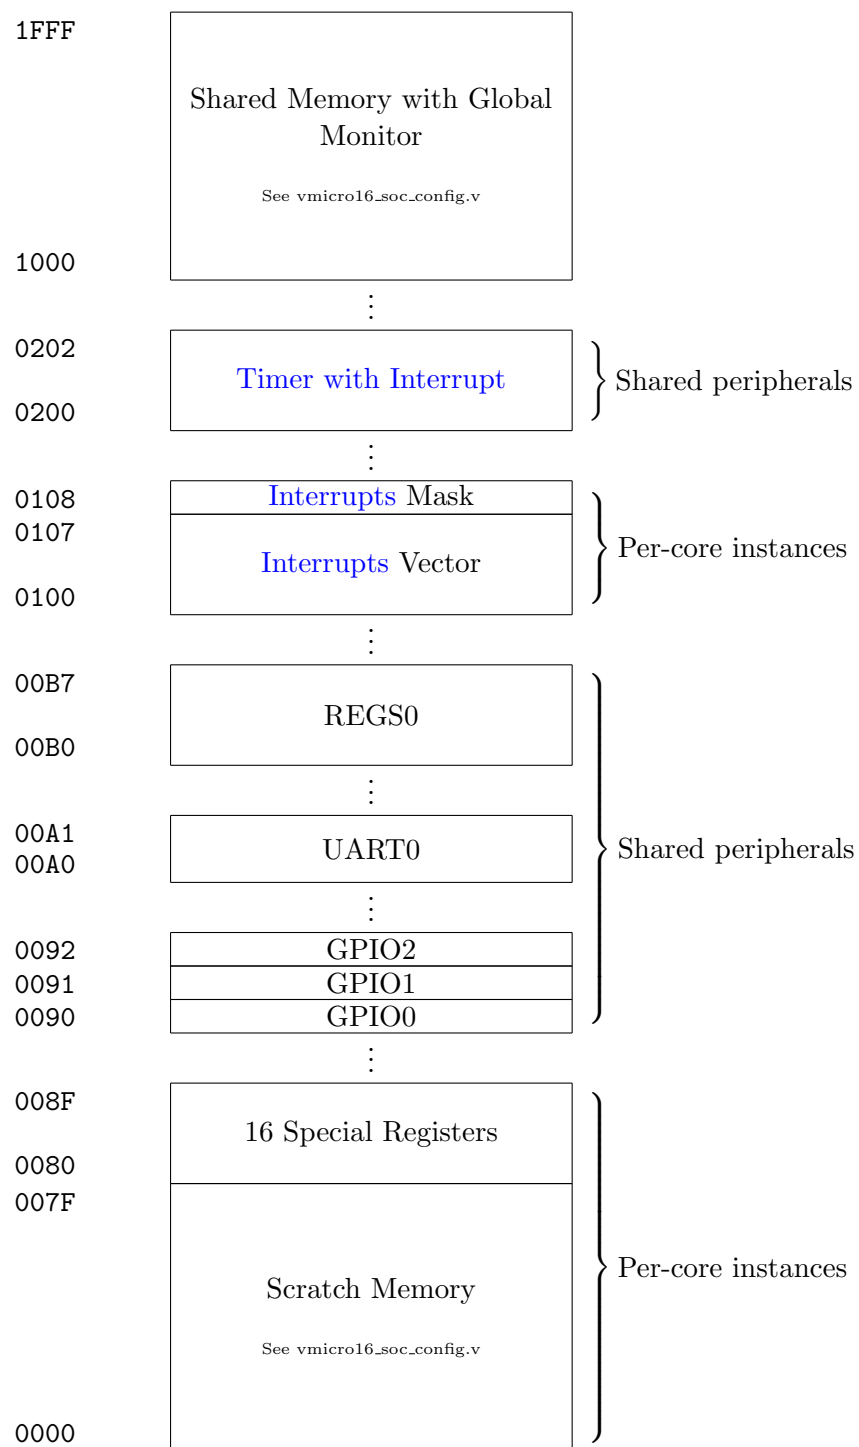 1FFF
Shared Memory with Global
Monitor
See vmicro16_soc_config.v
1000
0202
Timer with Interrupt
Shared peripherals
0200
0108
Interrupts Mask
0107
Interrupts Vector
Per-core instances
0100
00B7
REGS0
00B0
00A1
UART0
Shared peripherals
00A0
0092
GPIO2
0091
GPIO1
0090
GPIO0
008F
16 Special Registers
0080
007F
Per-core instances
Scratch Memory
See vmicro16_soc_config.v
0000